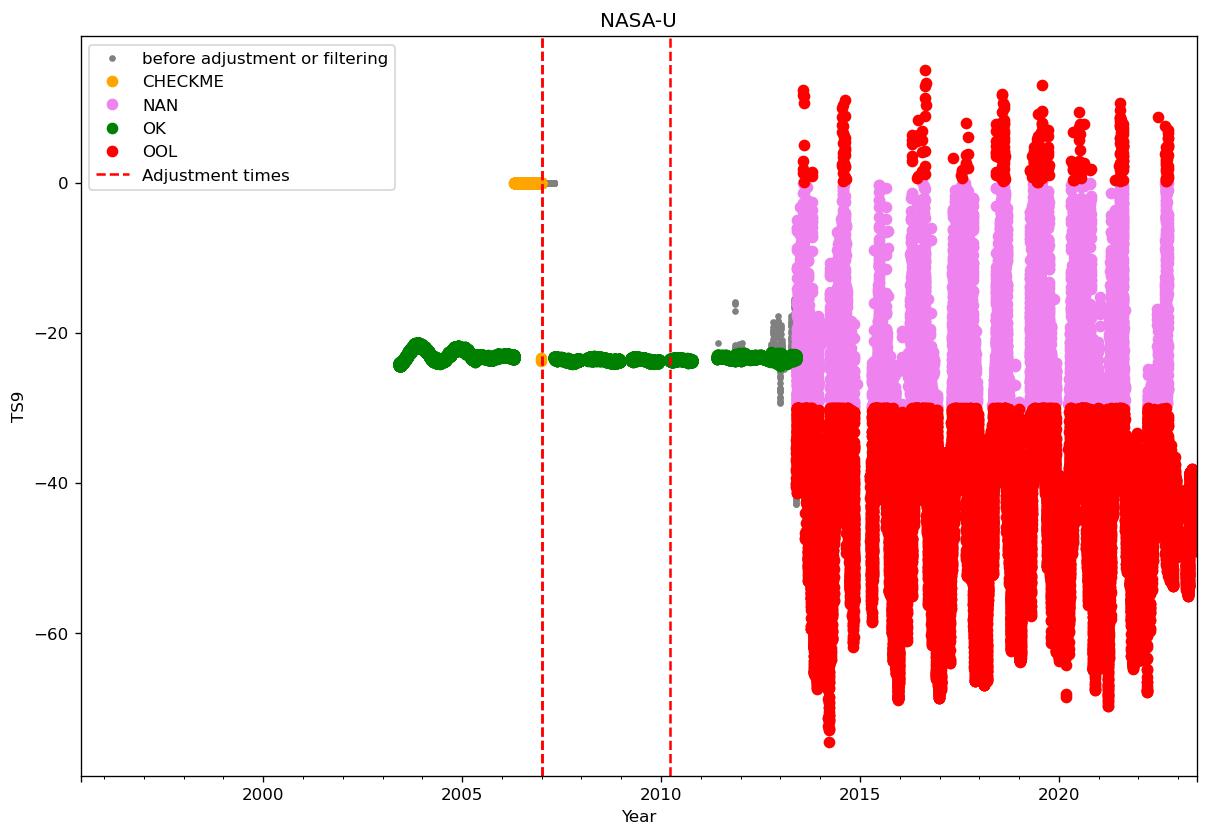 NASA-U
before adjustment or filtering
CHECKME
NAN
OK
OOL
Adjustment times
TS9
0
−20
−40
−60
2000
2005
2010
2015
2020
Year